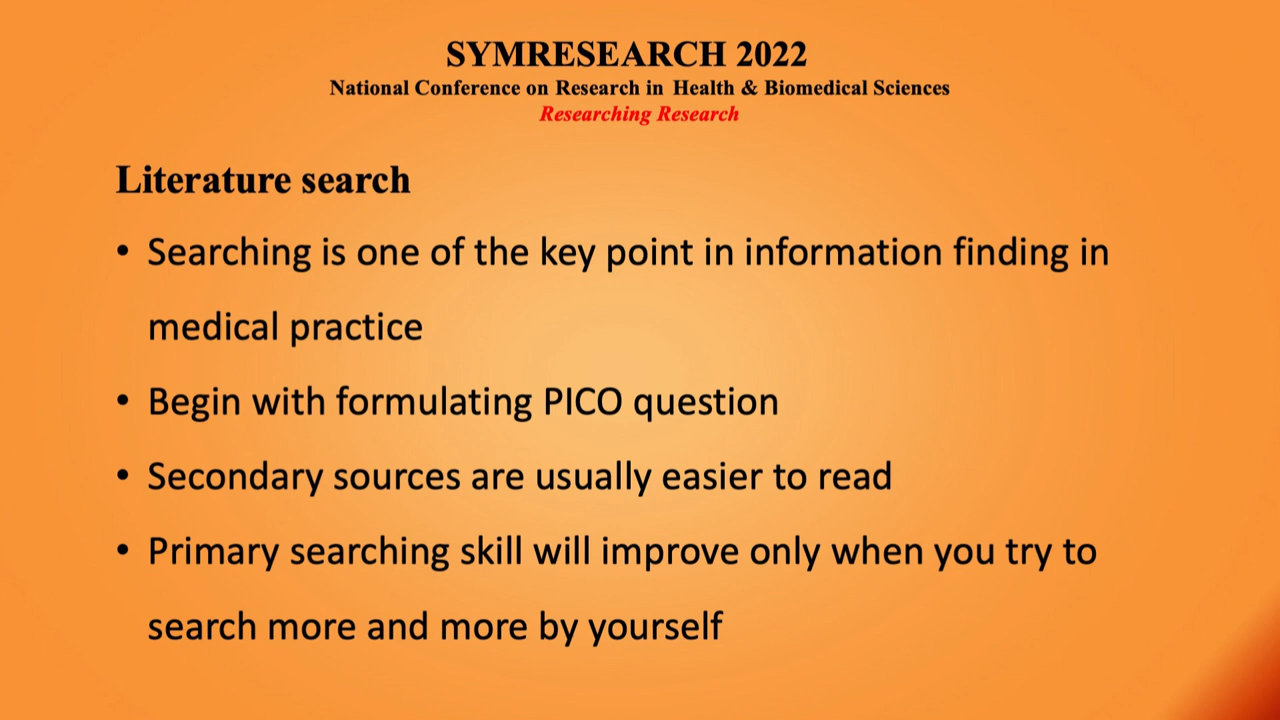 SYMRESEARCH 2022
National Conference on Research in Health & Biomedical Sciences
Researching Research
Literature search
• Searching is one of the key point in information finding in
medical practice
• Begin with formulating PICO question
• Secondary sources are usually easier to read
• Primary searching skill will improve only when you try to
search more and more by yourself